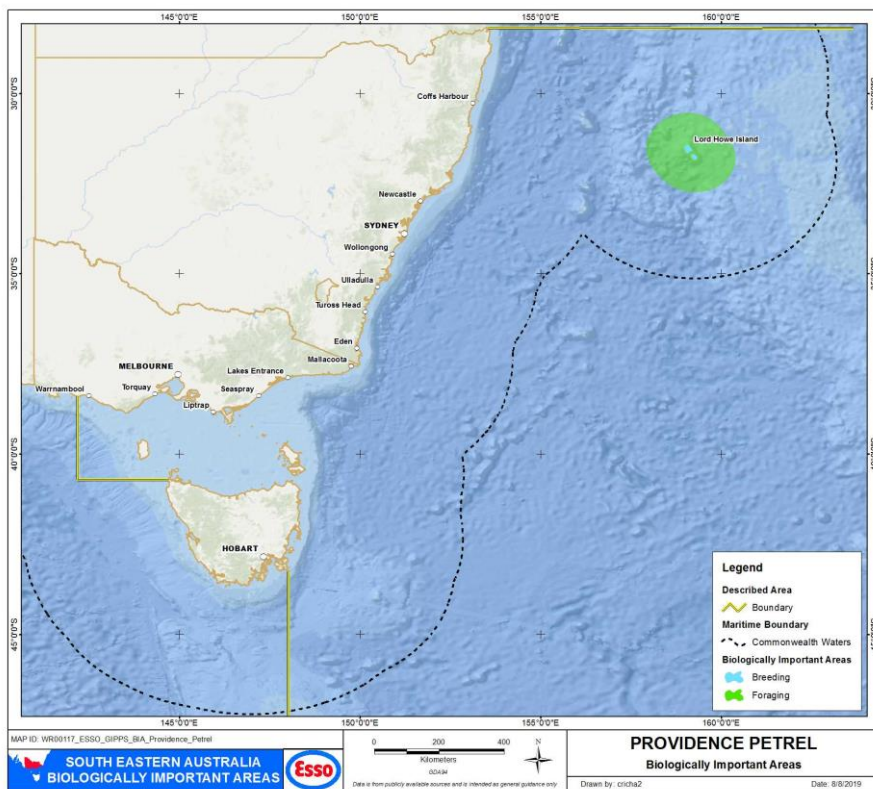 145°0'0"E 150°0'0"E 155°0'0"E 160°0'0"E
30°0'0"S
Coffs Harbour
Lord Howe Island
Newcastle
SYDNEY
Wollongong
35°0'0"S
Ulladulla
Tuross Head
Eden
Mallacoota
MELBOURNE
Lakes Entrance
Warrnambool
Torquay
Seaspray
Liptrap
40°0'0"S
HOBART
45°0'0"S
Legend
Described Area
Boundary
Maritime Boundary
Commonwealth Waters
Biologically Important Areas
Breeding
Foraging
145°0'0"E 150°0'0"E 155°0'0"E 160°0'0"E
MAP ID: WR00117_ESSO_GIPPS_BIA_Providence_Petrel
SOUTH EASTERN AUSTRALIA
BIOLOGICALLY IMPORTANT AREAS
Esso
0 200 400
Kilometers
GDA94
N
Data is from publicly available sources and is intended as general guidance only
PROVIDENCE PETREL
Biologically Important Areas
Drawn by: cricha2 Date: 8/8/2019